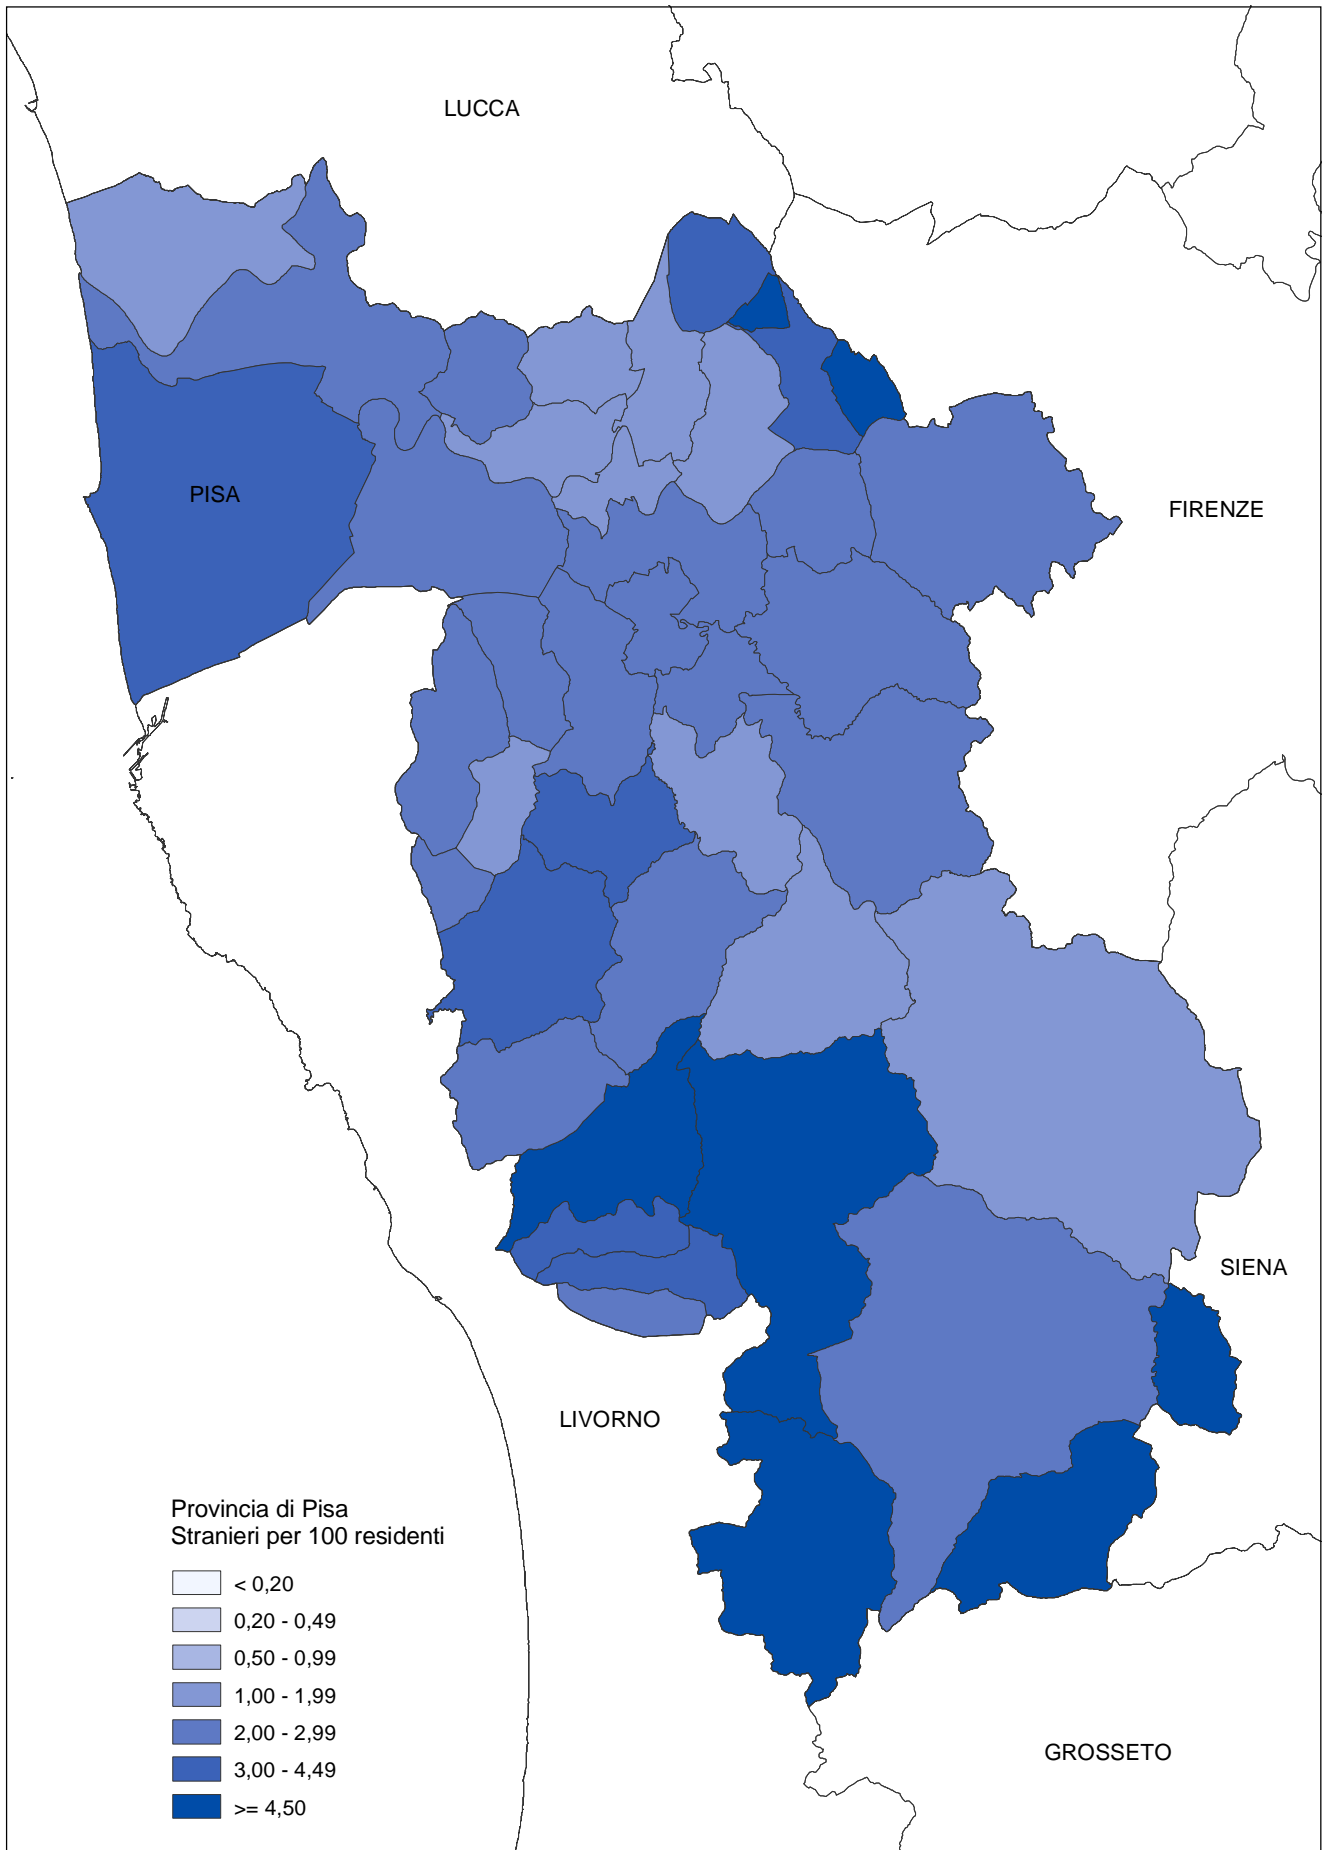 LUCCA
PISA
FIRENZE
SIENA
LIVORNO
Provincia di Pisa
Stranieri per 100 residenti
< 0,20
0,20 - 0,49
0,50 - 0,99
1,00 - 1,99
2,00 - 2,99
3,00 - 4,49
>= 4,50
GROSSETO